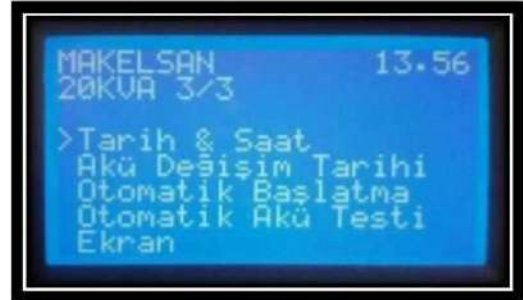 MAKELSAN 13.56
20KVA 3/3
>Tarih & Saat
Akü Değişim Tarihi
Otomatik Başlatma
Otomatik Akü Testi
Ekran